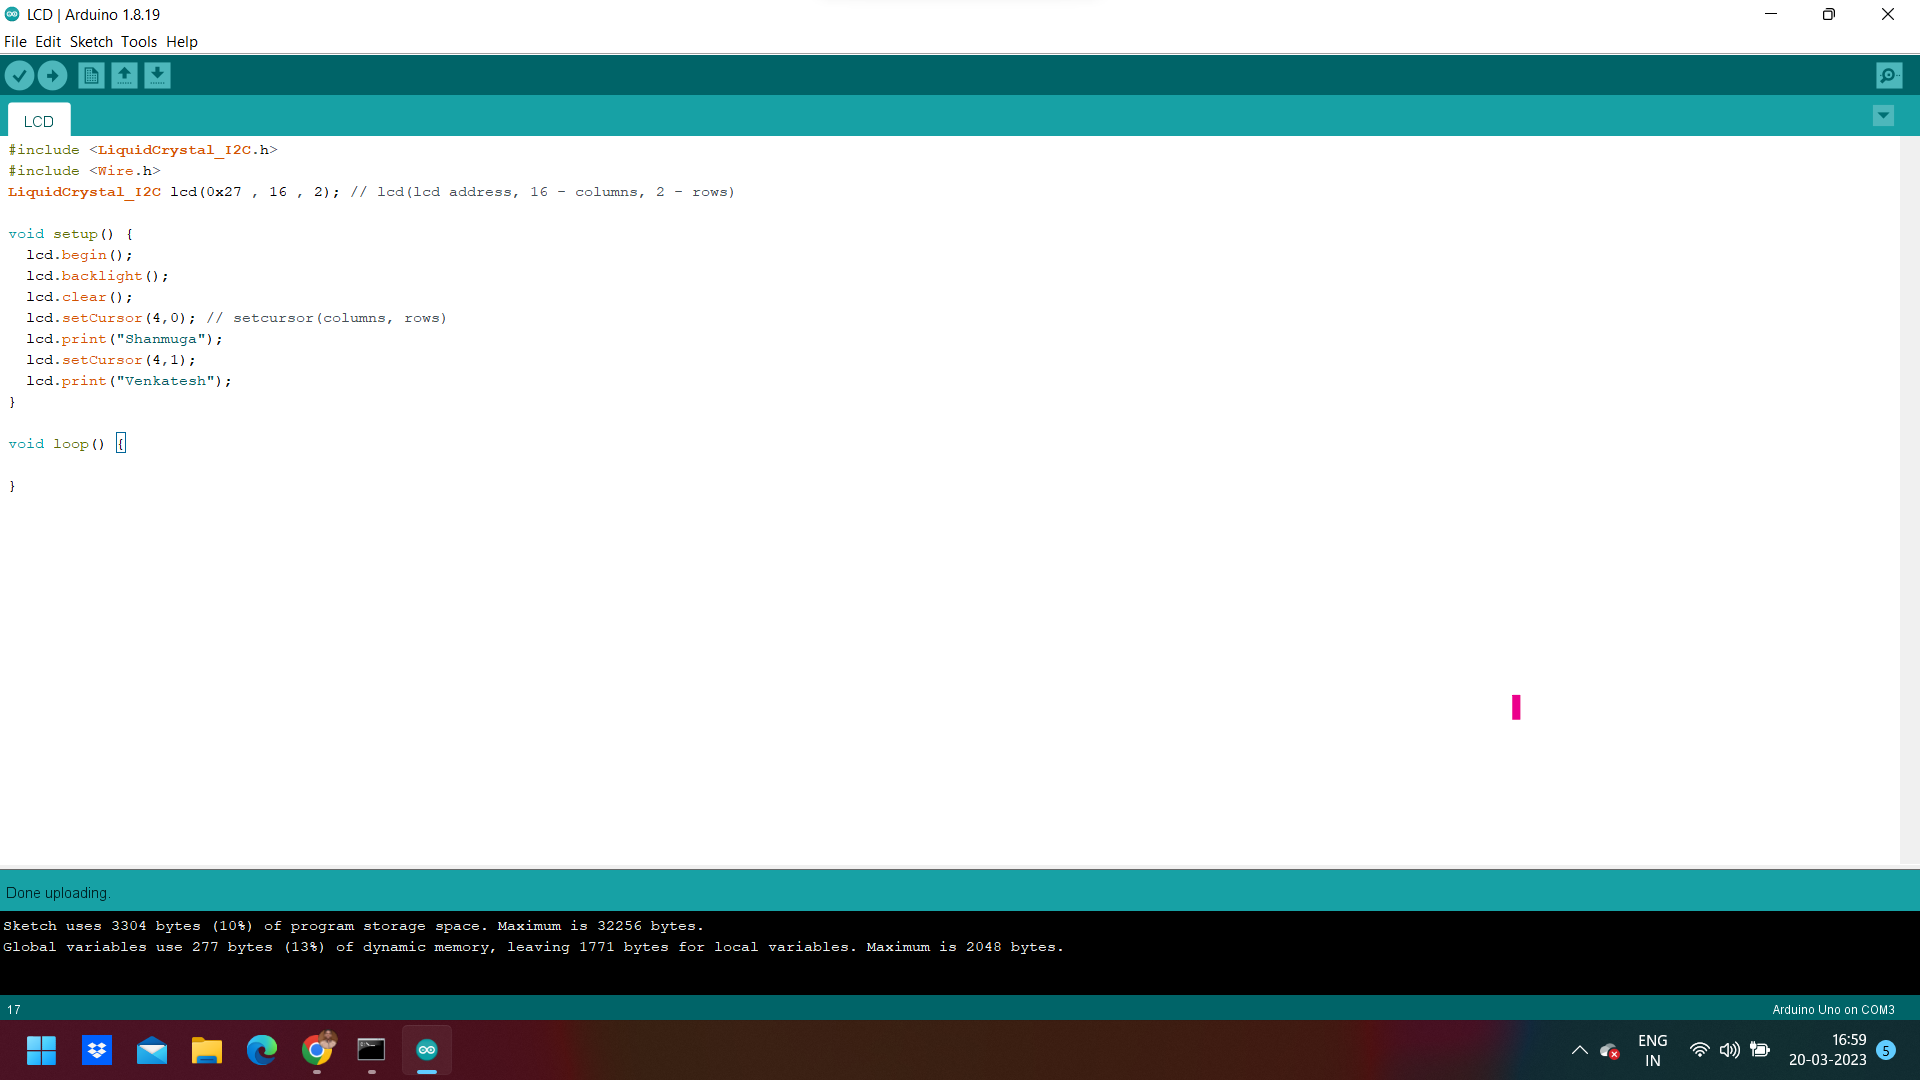 LCD | Arduino 1.8.19
File Edit Sketch Tools Help
LCD
#include <LiquidCrystal_I2C.h>
#include <Wire.h>
LiquidCrystal_I2C lcd(0x27 , 16 , 2); // lcd(lcd address, 16 - columns, 2 - rows)
void setup() {
lcd.begin();
lcd.backlight();
lcd.clear();
lcd.setCursor(4,0); // setcursor(columns, rows)
lcd.print("Shanmuga");
lcd.setCursor(4,1);
lcd.print("Venkatesh");
}
void loop() {
}
Done uploading.
Sketch uses 3304 bytes (10%) of program storage space. Maximum is 32256 bytes.
Global variables use 277 bytes (13%) of dynamic memory, leaving 1771 bytes for local variables. Maximum is 2048 bytes.
17
Arduino Uno on COM3
ENG
IN
16:59
20-03-2023
5